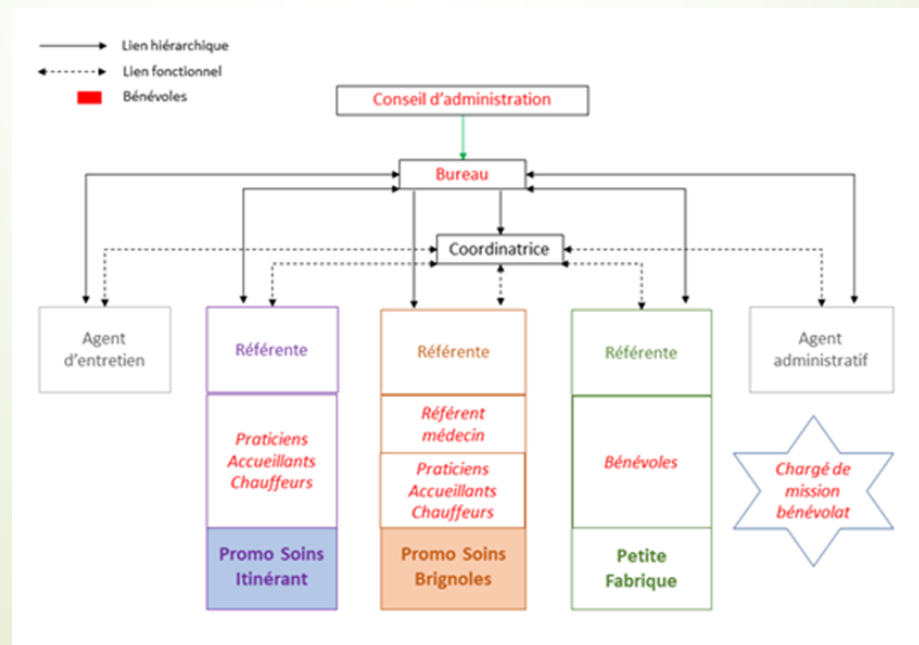 Lien hiérarchique
Lien fonctionnel
Bénévoles
Conseil d'administration
Bureau
Coordinatrice
Agent
d'entretien
Référente
Praticiens
Accueillants
Chauffeurs
Promo Soins
Itinérant
Référente
Référent
médecin
Praticiens
Accueillants
Chauffeurs
Promo Soins
Brignoles
Référente
Bénévoles
Petite
Fabrique
Agent
administratif
Chargé de
mission
bénévolat